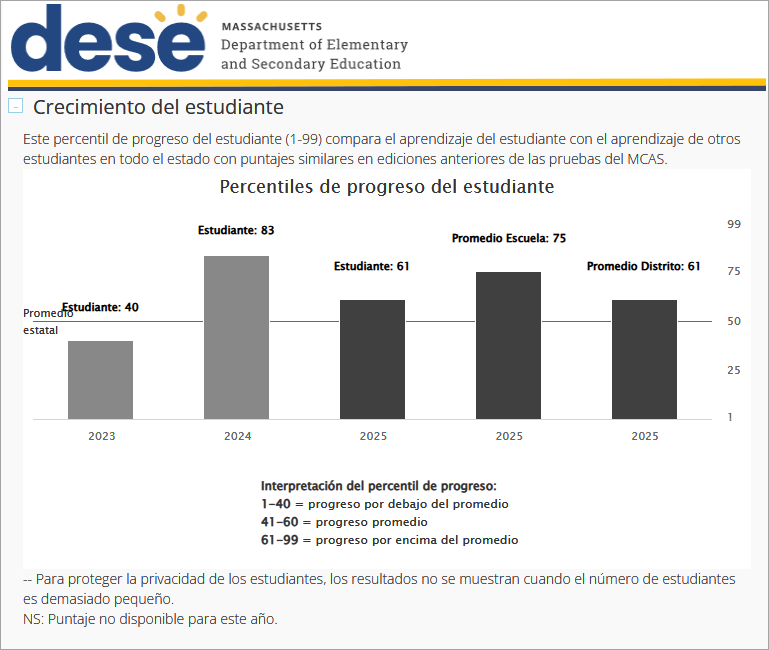 dese
MASSACHUSETTS
Department of Elementary
and Secondary Education
-
Crecimiento del estudiante
Este percentil de progreso del estudiante (1-99) compara el aprendizaje del estudiante con el aprendizaje de otros
estudiantes en todo el estado con puntajes similares en ediciones anteriores de las pruebas del MCAS.
Percentiles de progreso del estudiante
99
Estudiante: 83
Promedio Escuela: 75
Estudiante: 61
Promedio Distrito: 61
75
Estudiante: 40
Promedio
estatal
50
25
1
2023
2024
2025
2025
2025
Interpretación del percentil de progreso:
1–40 = progreso por debajo del promedio
41–60 = progreso promedio
61–99 = progreso por encima del promedio
-- Para proteger la privacidad de los estudiantes, los resultados no se muestran cuando el número de estudiantes
es demasiado pequeño.
NS: Puntaje no disponible para este año.